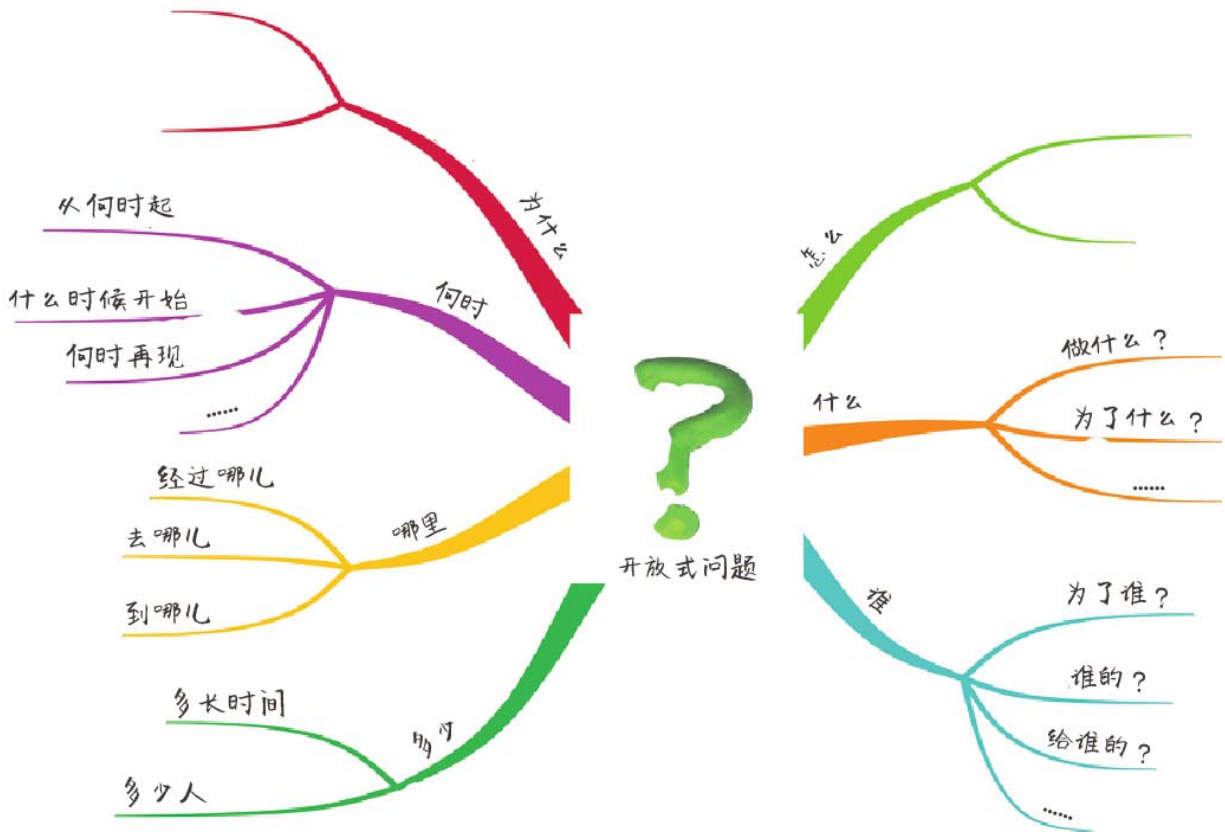 为什么
从何时起
什么时候开始
何时再现
……
何时
经过哪儿
去哪儿
到哪儿
哪里
多长时间
多少人
多少
开放式问题
怎么
什么
做什么？
为了什么？
……
谁
为了谁？
谁的？
给谁的？
……